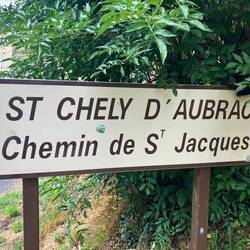 ST CHELY D'AUBRAC
Chemin de ST Jacques